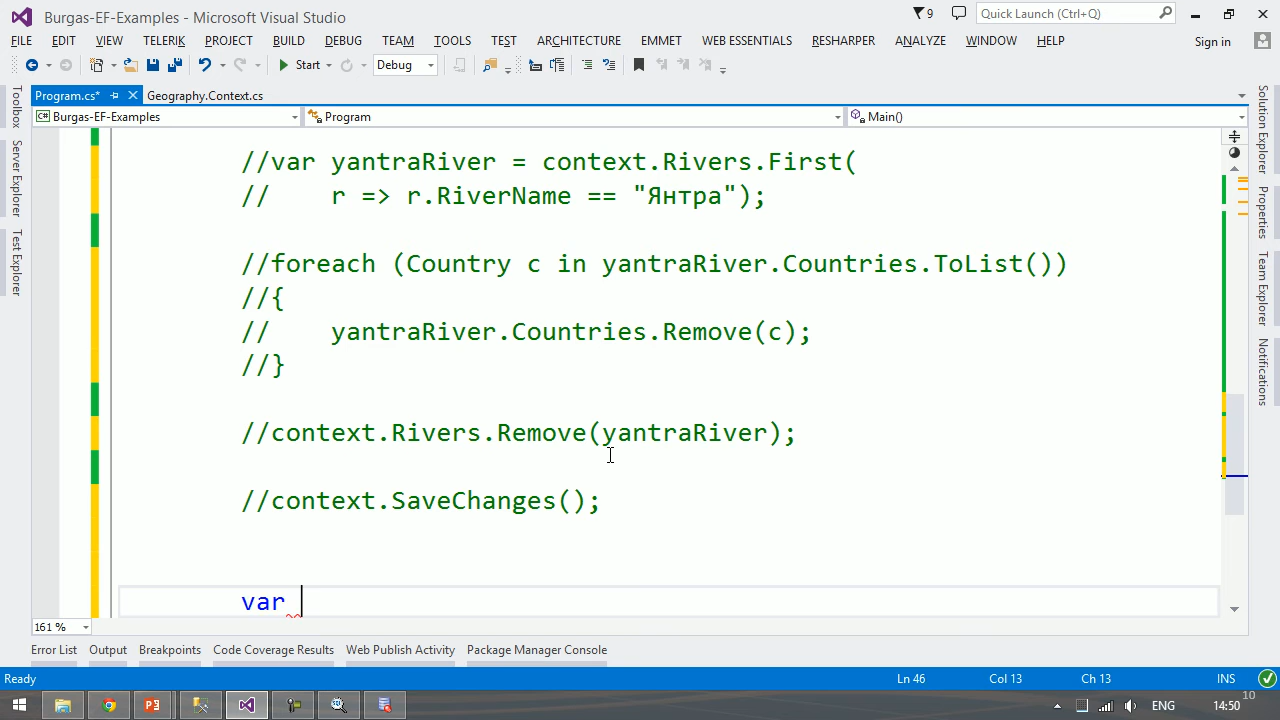 Burgas-EF-Examples - Microsoft Visual Studio
9
Quick Launch (Ctrl+Q)
FILE EDIT VIEW TELERIK PROJECT BUILD DEBUG TEAM TOOLS TEST ARCHITECTURE EMMET WEB ESSENTIALS RESHARPER ANALYZE WINDOW HELP
Sign in
Start
Debug
Program.cs*
Geography.Context.cs
Burgas-EF-Examples
Program
Main()
Toolbox
Server Explorer
Test Explorer
//var yantraRiver = context.Rivers.First(
//    r => r.RiverName == "Янтра");
//foreach (Country c in yantraRiver.Countries.ToList())
//{
//    yantraRiver.Countries.Remove(c);
//}
//context.Rivers.Remove(yantraRiver);
//context.SaveChanges();
var
Solution Explorer
Properties
Team Explorer
Notifications
161 %
Error List Output Breakpoints Code Coverage Results Web Publish Activity Package Manager Console
Ready
Ln 46
Col 13
Ch 13
INS
ENG
14:50
10